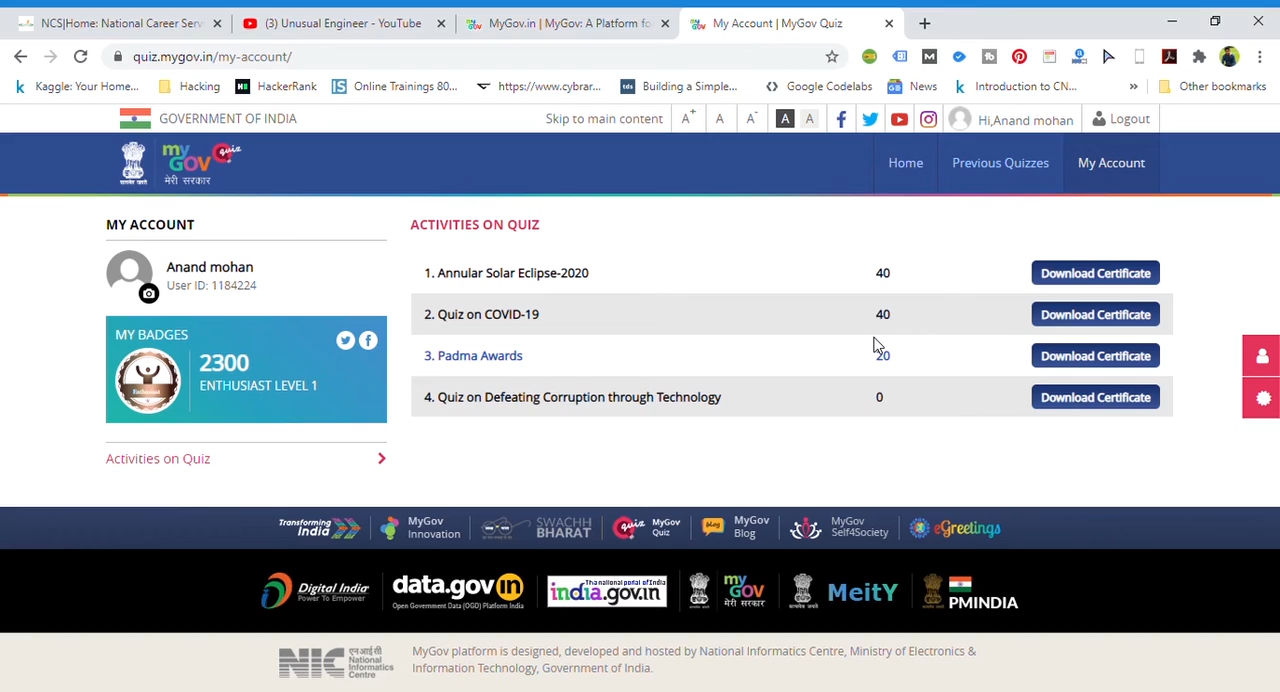 NCS|Home: National Career Serv
(3) Unusual Engineer - YouTube
MyGov.in | MyGov: A Platform fo
My Account | MyGov Quiz
quiz.mygov.in/my-account/
Kaggle: Your Home...
Hacking
HackerRank
Online Trainings 80...
https://www.cybrar...
Building a Simple...
Google Codelabs
News
Introduction to CN...
»
Other bookmarks
GOVERNMENT OF INDIA
Skip to main content
A+
A
A-
A
A
Hi,Anand mohan
Logout
my GOV quiz
मेरी सरकार
Home
Previous Quizzes
My Account
MY ACCOUNT
Anand mohan
User ID: 1184224
MY BADGES
2300
ENTHUSIAST LEVEL 1
Enthusiast
Activities on Quiz
ACTIVITIES ON QUIZ
1. Annular Solar Eclipse-2020 40 Download Certificate
2. Quiz on COVID-19 40 Download Certificate
3. Padma Awards 20 Download Certificate
4. Quiz on Defeating Corruption through Technology 0 Download Certificate
Transforming India
MyGov Innovation
SWACHH BHARAT
quiz MyGov Quiz
blog MyGov Blog
MyGov Self4Society
eGreetings
Digital India
Power To Empower
data.gov in
Open Government Data (OGD) Platform India
The national portal of India
india.gov.in
my GOV
मेरी सरकार
MeitY
PMINDIA
NIC एन आई सी National Informatics Centre
MyGov platform is designed, developed and hosted by National Informatics Centre, Ministry of Electronics &
Information Technology, Government of India.